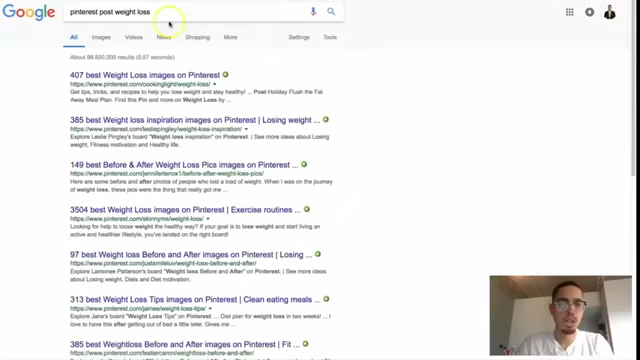 Google
pinterest post weight loss
All Images Videos News Shopping More Settings Tools
About 99.500.000 results (0,57 seconds)
407 best Weight Loss images on Pinterest
https://www.pinterest.com/cookinglight/weight-loss/
Get tips, tricks, and recipes to help you lose weight and stay healthy. ... Post-Holiday Flush the Fat
Away Meal Plan. Find this Pin and more on Weight Loss by ...
385 best Weight loss inspiration images on Pinterest | Losing weight ...
https://www.pinterest.com/lesliepingley/weight-loss-inspiration/
Explore Leslie Pingley's board "Weight loss inspiration" on Pinterest. | See more ideas about Losing
weight, Fitness motivation and Healthy life.
149 best Before & After Weight Loss Pics images on Pinterest ...
https://www.pinterest.com/jenniferlenox1/before-after-weight-loss-pics/
Here are some before and after photos of people who lost a load of weight. When I was on the journey
of weight loss, these pics were the thing that really got me ...
3504 best Weight Loss images on Pinterest | Exercise routines ...
https://www.pinterest.com/skinnyms/weight-loss/
Looking for help to loose weight the healthy way? If your goal is to lose weight and start living an
active and healthier lifestyle, you've landed on the right board!
97 best Weight loss Before and After images on Pinterest | Losing ...
https://www.pinterest.com/justsmileluv/weight-loss-before-and-after/
Explore Lamonee Patterson's board "Weight loss Before and After" on Pinterest. | See more ideas
about Losing weight, Diets and Diet motivation.
313 best Weight Loss Tips images on Pinterest | Clean eating meals ...
https://www.pinterest.com/jainee/weight-loss-tips/
Explore Jane's board "Weight Loss Tips" on Pinterest. ... Diet plan for weight loss in two weeks! ... I
love to have this after getting out of bed a little later. Gives me ...
385 best Weightloss Before and After images on Pinterest | Fit ...
https://www.pinterest.com/lesliercaron/weightloss-before-and-after/